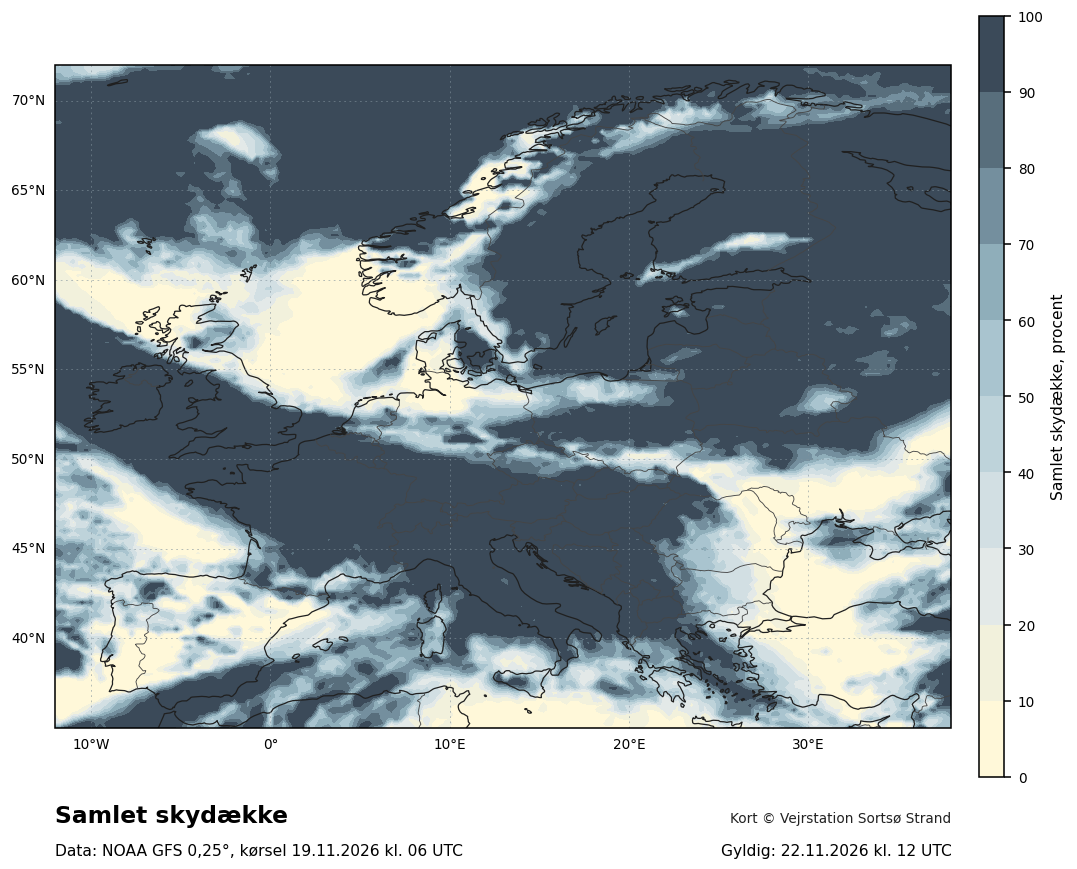 100
90
80
70
60
50
40
30
20
10
0
Samlet skydække, procent
70°N
65°N
60°N
55°N
50°N
45°N
40°N
10°W
0°
10°E
20°E
30°E
Samlet skydække
Kort © Vejrstation Sortsø Strand
Data: NOAA GFS 0,25°, kørsel 19.11.2026 kl. 06 UTC
Gyldig: 22.11.2026 kl. 12 UTC